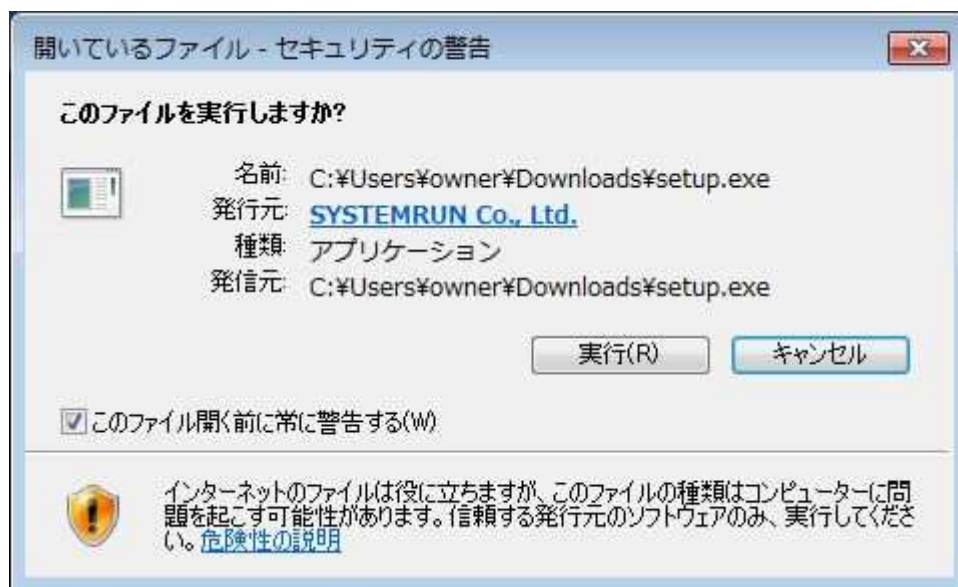 開いているファイル - セキュリティの警告
このファイルを実行しますか?
名前: C:¥Users¥owner¥Downloads¥setup.exe
発行元: SYSTEMRUN Co., Ltd.
種類: アプリケーション
発信元: C:¥Users¥owner¥Downloads¥setup.exe
実行(R) キャンセル
このファイル開く前に常に警告する(W)
インターネットのファイルは役に立ちますが、このファイルの種類はコンピューターに問
題を起こす可能性があります。信頼する発行元のソフトウェアのみ、実行してくださ
い。危険性の説明